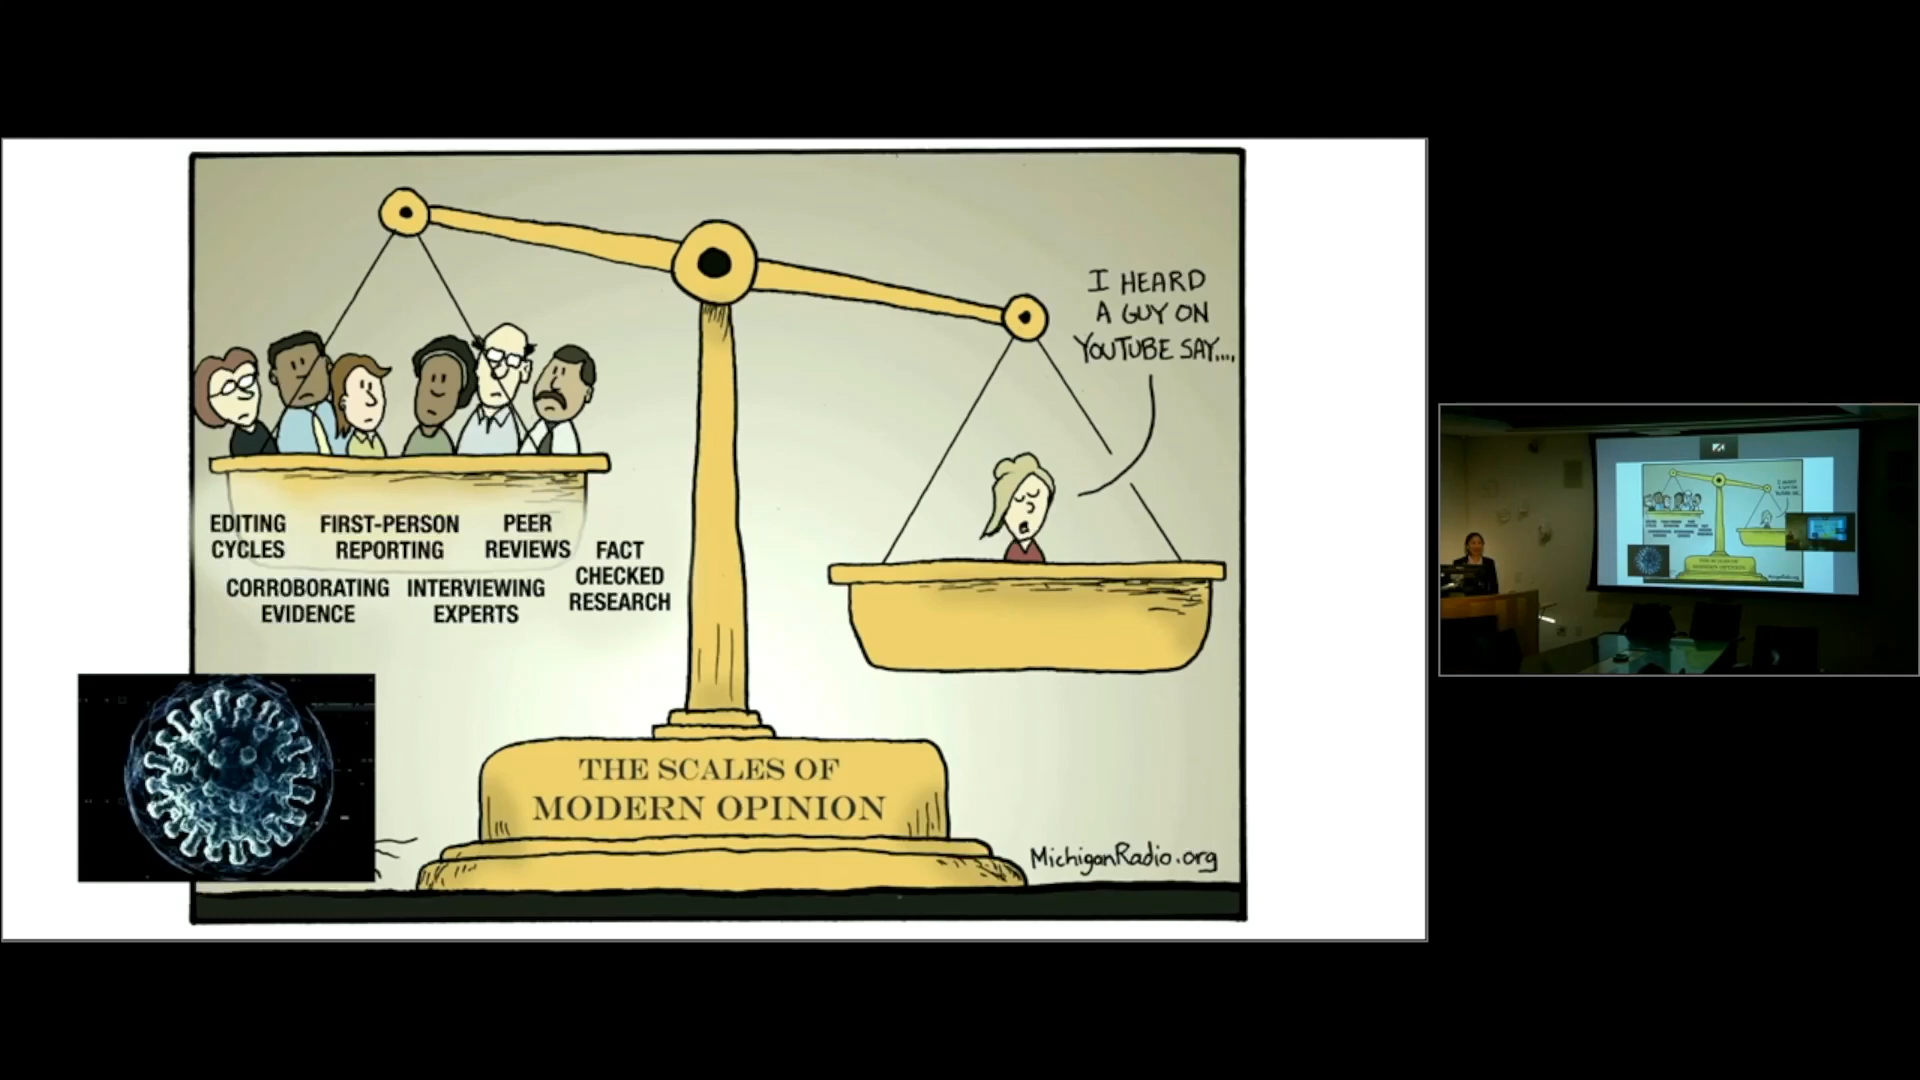 I HEARD
A GUY ON
YOUTUBE SAY....
EDITING
CYCLES
FIRST-PERSON
REPORTING
PEER
REVIEWS
FACT
CHECKED
RESEARCH
CORROBORATING
EVIDENCE
INTERVIEWING
EXPERTS
THE SCALES OF
MODERN OPINION
MichiganRadio.org